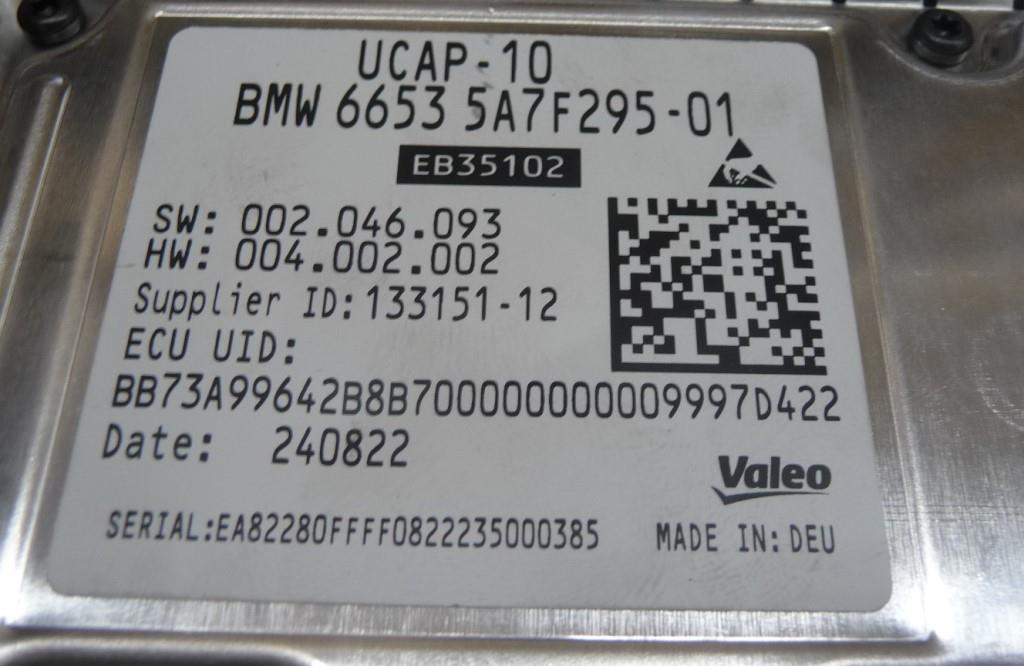 UCAP-10
BMW 6653 5A7F295-01
EB35102
SW: 002.046.093
HW: 004.002.002
Supplier ID: 133151-12
ECU UID:
BB73A99642B8B7000000000009997D422
Date: 240822
Valeo
SERIAL:EA82280FFFF0822235000385
MADE IN: DEU